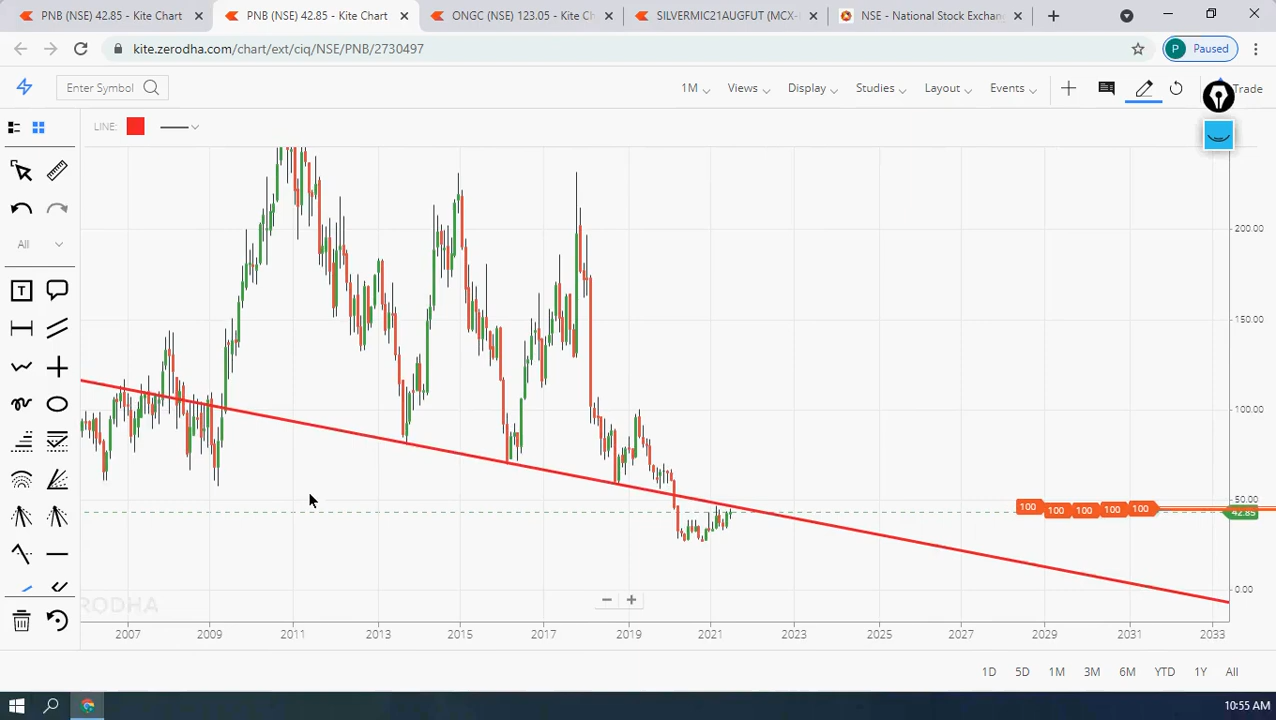 PNB (NSE) 42.85 - Kite Chart
PNB (NSE) 42.85 - Kite Chart
ONGC (NSE) 123.05 - Kite Ch
SILVERMIC21AUGFUT (MCX-
NSE - National Stock Exchan
kite.zerodha.com/chart/ext/ciq/NSE/PNB/2730497
P Paused
Enter Symbol
1M Views Display Studies Layout Events Trade
LINE:
All
T
200.00
150.00
100.00
50.00
100 100 100 100 100
42.85
0.00
ERODHA
2007 2009 2011 2013 2015 2017 2019 2021 2023 2025 2027 2029 2031 2033
1D 5D 1M 3M 6M YTD 1Y All
10:55 AM